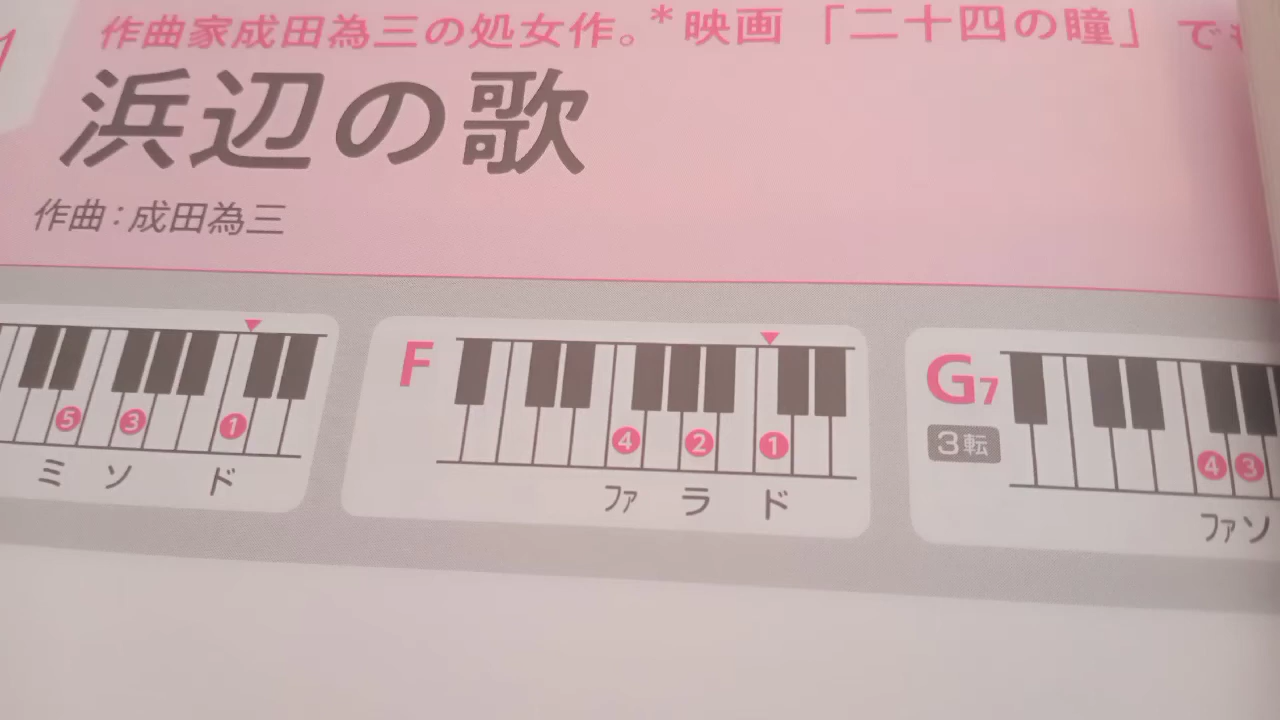 作曲家成田為三の処女作。*映画「二十四の瞳」で
浜辺の歌
作曲:成田為三
5 3 1
ミ ソ ド
F
4 2 1
ファ ラ ド
G7
3転
4 3
ファ ソ